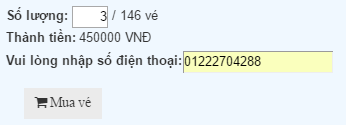 Số lượng: 3 / 146 vé
Thành tiền: 450000 VNĐ
Vui lòng nhập số điện thoại: 01222704288
Mua vé